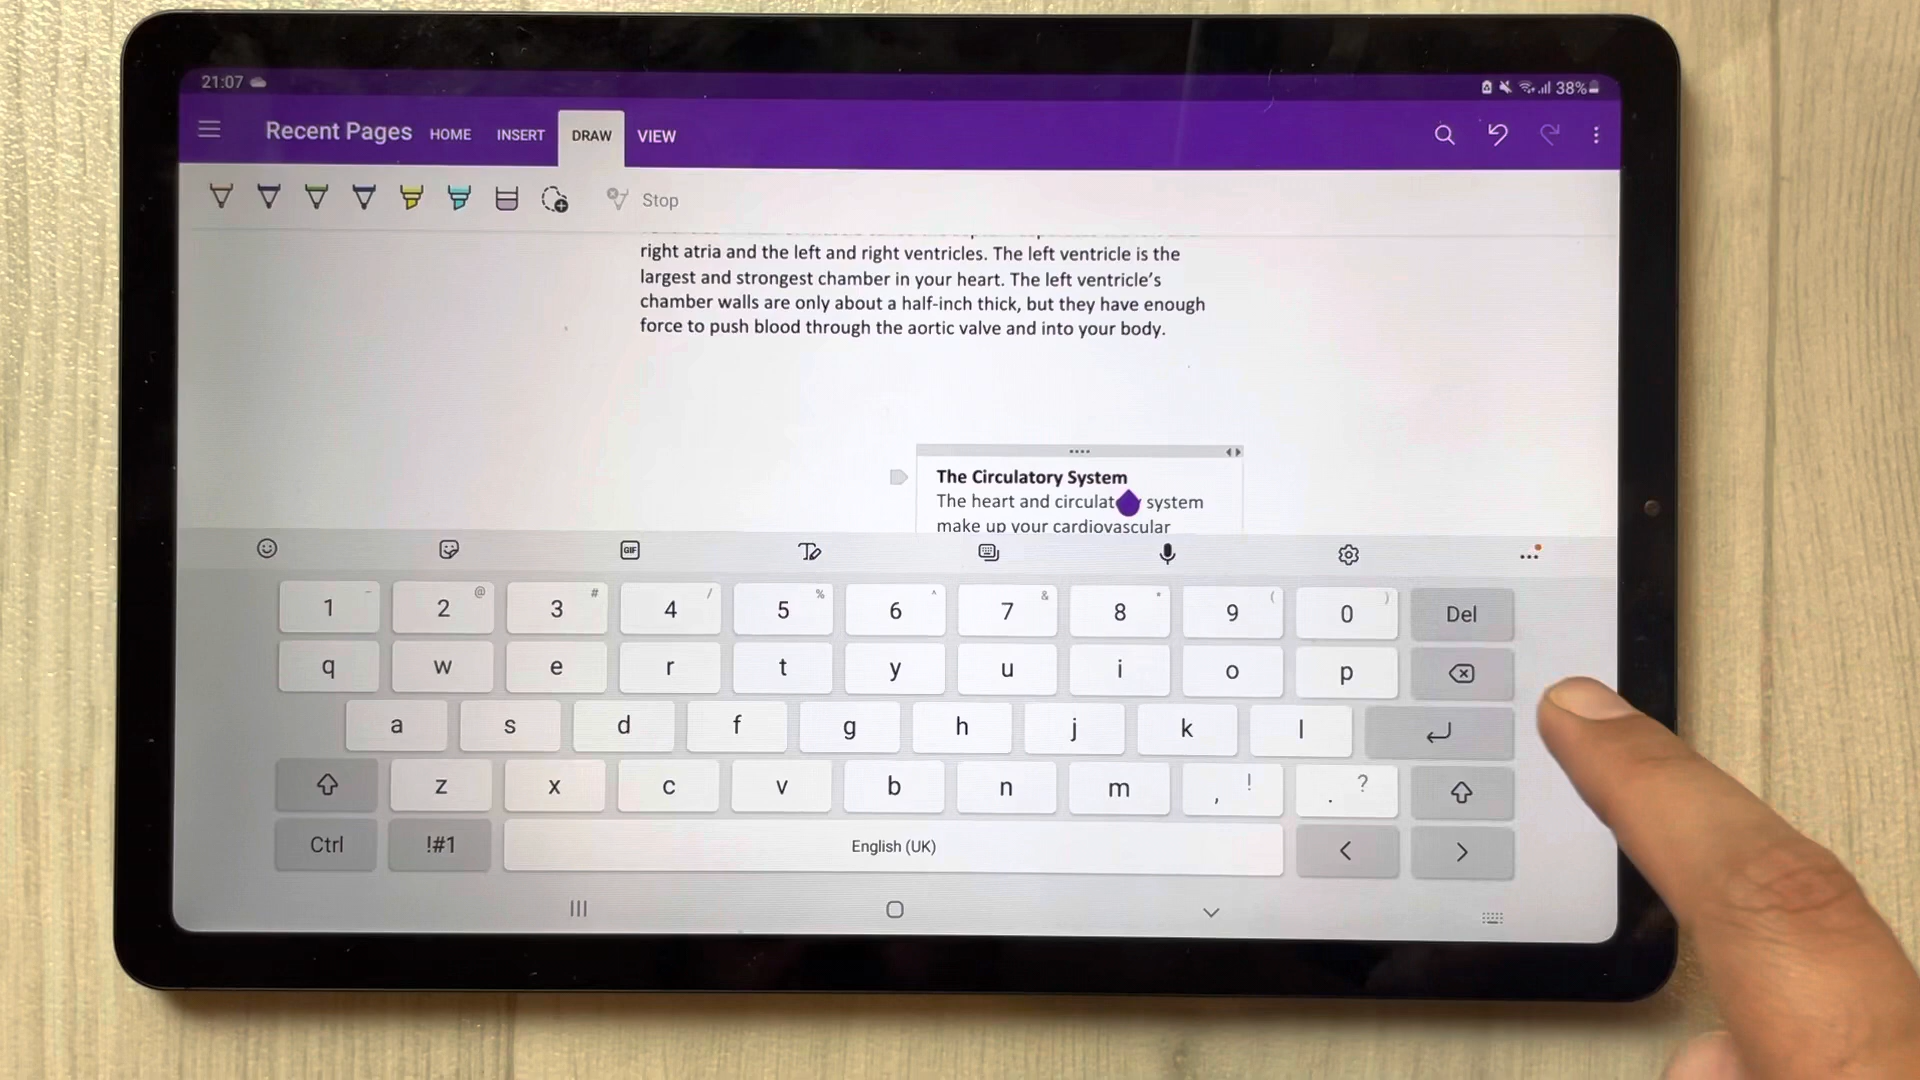 21:07 38%
Recent Pages HOME INSERT DRAW VIEW
Stop
right atria and the left and right ventricles. The left ventricle is the
largest and strongest chamber in your heart. The left ventricle’s
chamber walls are only about a half-inch thick, but they have enough
force to push blood through the aortic valve and into your body.
The Circulatory System
The heart and system
make up your cardiovascular
GIF
1 - 2 @ 3 # 4 / 5 % 6 ^ 7 & 8 * 9 ( 0 ) Del
q w e r t y u i o p
a s d f g h j k l
z x c v b n m , ! . ?
Ctrl !#1 English (UK) < >